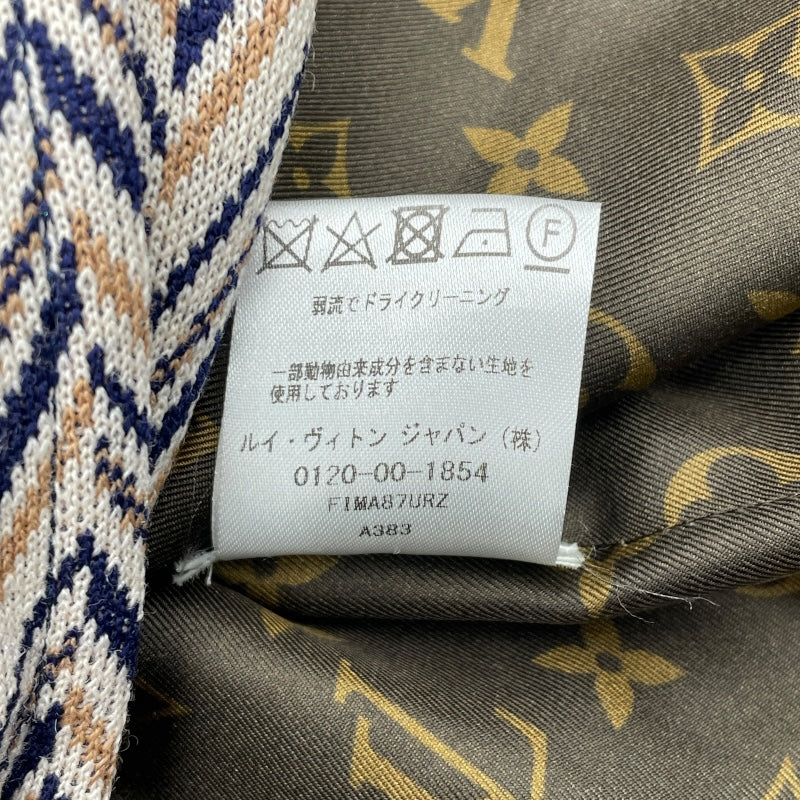 F
弱流でドライクリーニング
一部動物由来成分を含まない生地を
使用しております
ルイ・ヴィトン ジャパン (株)
0120-00-1854
FIMA87URZ
A383